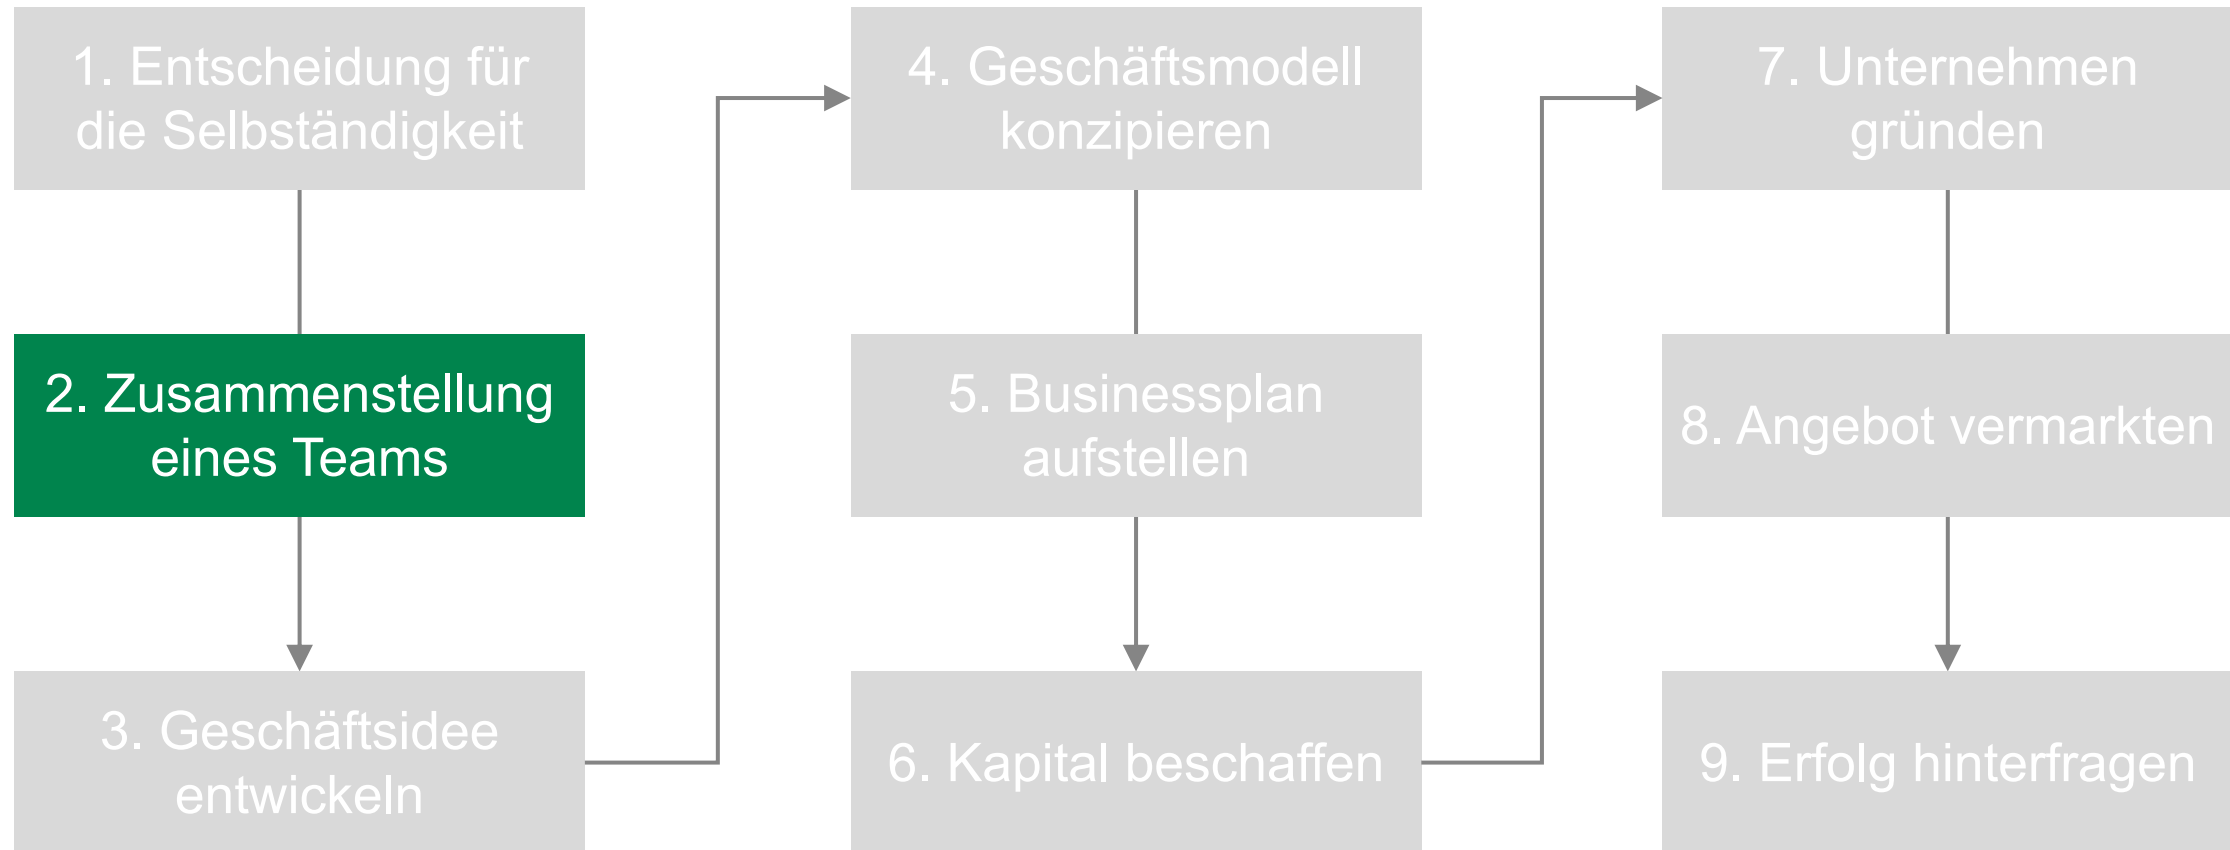 1. Entscheidung für
die Selbständigkeit
2. Zusammenstellung
eines Teams
3. Geschäftsidee
entwickeln
4. Geschäftsmodell
konzipieren
5. Businessplan
aufstellen
6. Kapital beschaffen
7. Unternehmen
gründen
8. Angebot vermarkten
9. Erfolg hinterfragen